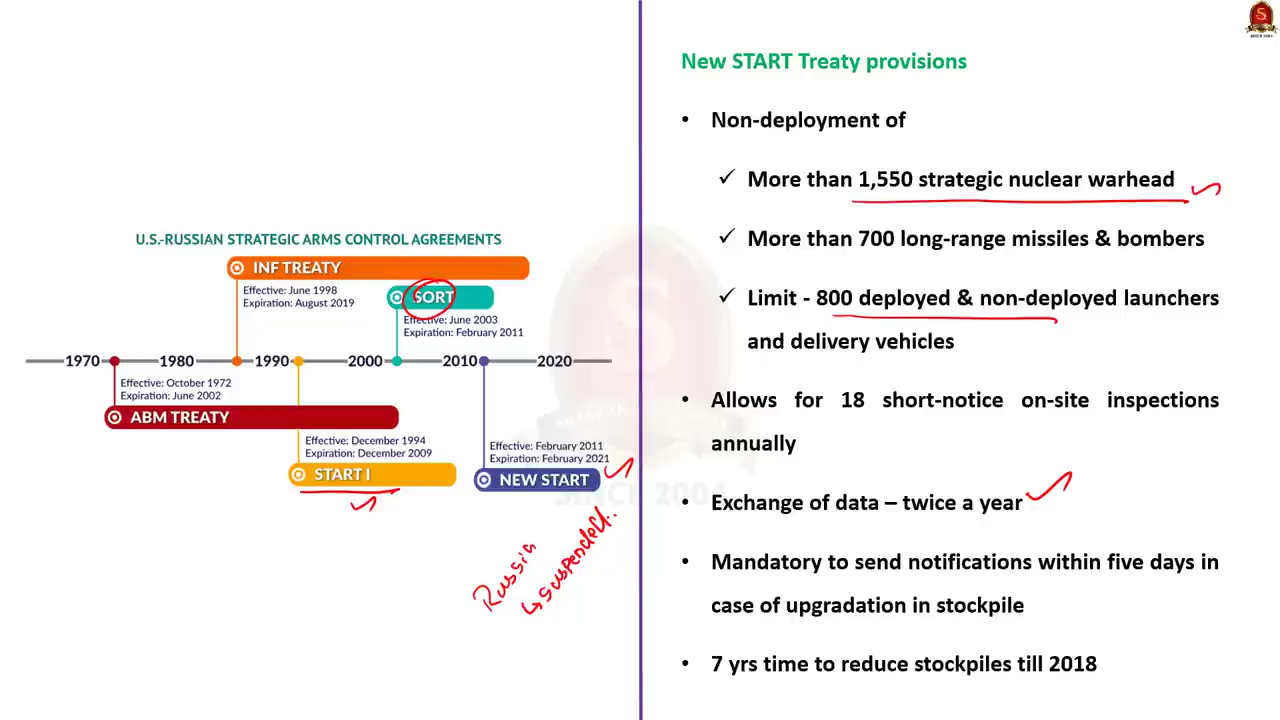 S
SINCE 2004
U.S.-RUSSIAN STRATEGIC ARMS CONTROL AGREEMENTS
INF TREATY
Effective: June 1998
Expiration: August 2019
SORT
Effective: June 2003
Expiration: February 2011
1970 1980 1990 2000 2010 2020
Effective: October 1972
Expiration: June 2002
ABM TREATY
Effective: December 1994
Expiration: December 2009
START I
Effective: February 2011
Expiration: February 2021
NEW START
Russia
↳ suspended.
New START Treaty provisions
• Non-deployment of
✓ More than 1,550 strategic nuclear warhead
✓ More than 700 long-range missiles & bombers
✓ Limit - 800 deployed & non-deployed launchers
and delivery vehicles
• Allows for 18 short-notice on-site inspections
annually
• Exchange of data – twice a year
• Mandatory to send notifications within five days in
case of upgradation in stockpile
• 7 yrs time to reduce stockpiles till 2018
SINCE 2004